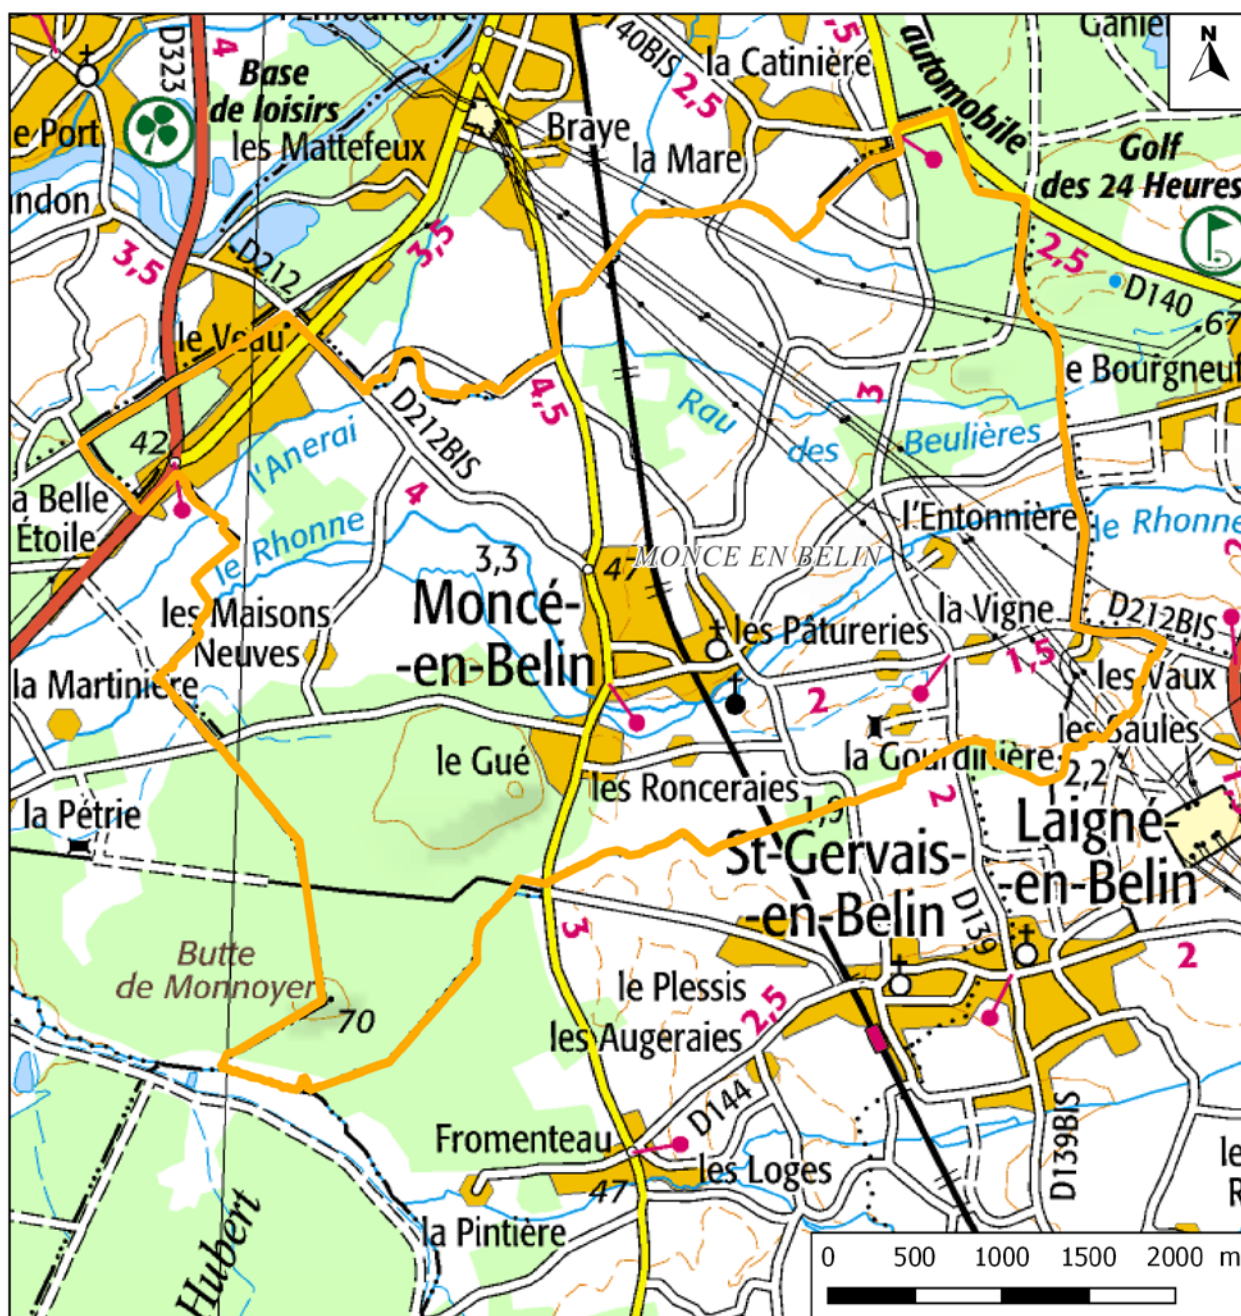 D323
4
Base
de loisirs
les Mattefeux
Port
D212
3,5
3,5
le Veau
42
Belle
Étoile
l'Anerai
le Rhonne
D212BIS
4
4,5
3,3
Braye
la Mare
2,5
la Catinière
,5
automobile
Golf
des 24 Heures
N
2,5
D140
67
Bourgneuf
3
Rau
des
Beulières
l'Entonnière
le Rhonne
2
MONCE EN BELIN
47
Moncé-
-en-Belin
les Pâtureries
la Vigne
D212BIS
1,5
les Vaux
les Saules
2
la Gourdinière
2,2
2
les Maisons
Neuves
la Martinière
le Gué
les Ronceraies
1,9
la Pétrie
St-Gervais-
-en-Belin
Laigné-
-en-Belin
D139
2
Butte
de Monnoyer
70
3
le Plessis
les Augeraies
2,5
D144
D139BIS
Fromenteau
47
les Loges
la Pintière
Hubert
0 500 1000 1500 2000 m